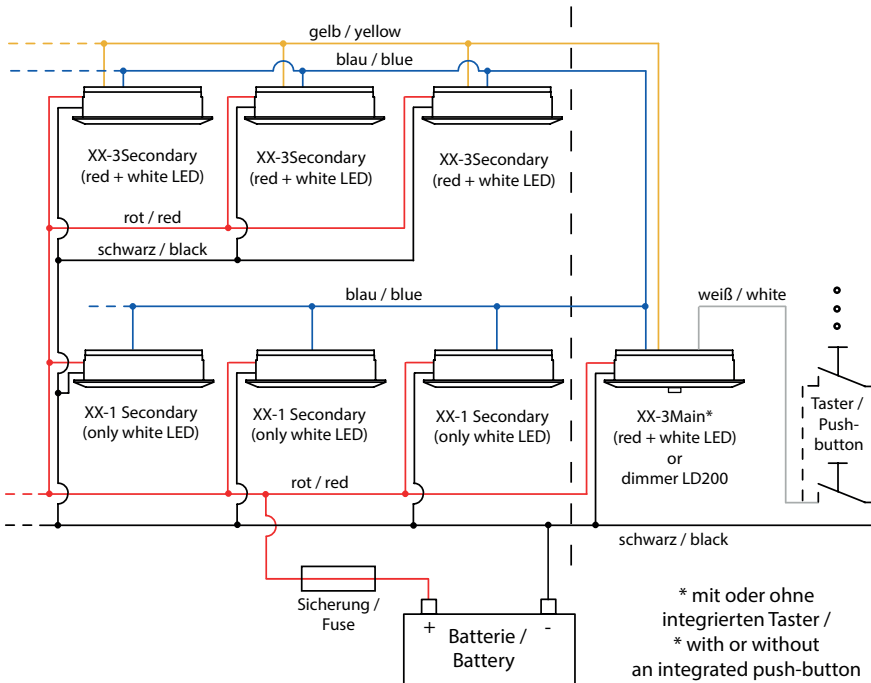 gelb / yellow
blau / blue
XX-3Secondary
(red + white LED)
XX-3Secondary
(red + white LED)
XX-3Secondary
(red + white LED)
rot / red
schwarz / black
blau / blue
weiß / white
XX-1 Secondary
(only white LED)
XX-1 Secondary
(only white LED)
XX-1 Secondary
(only white LED)
XX-3Main*
(red + white LED)
or
dimmer LD200
Taster /
Push-
button
rot / red
schwarz / black
Sicherung /
Fuse
+
-
Batterie /
Battery
* mit oder ohne
integrierten Taster /
* with or without
an integrated push-button